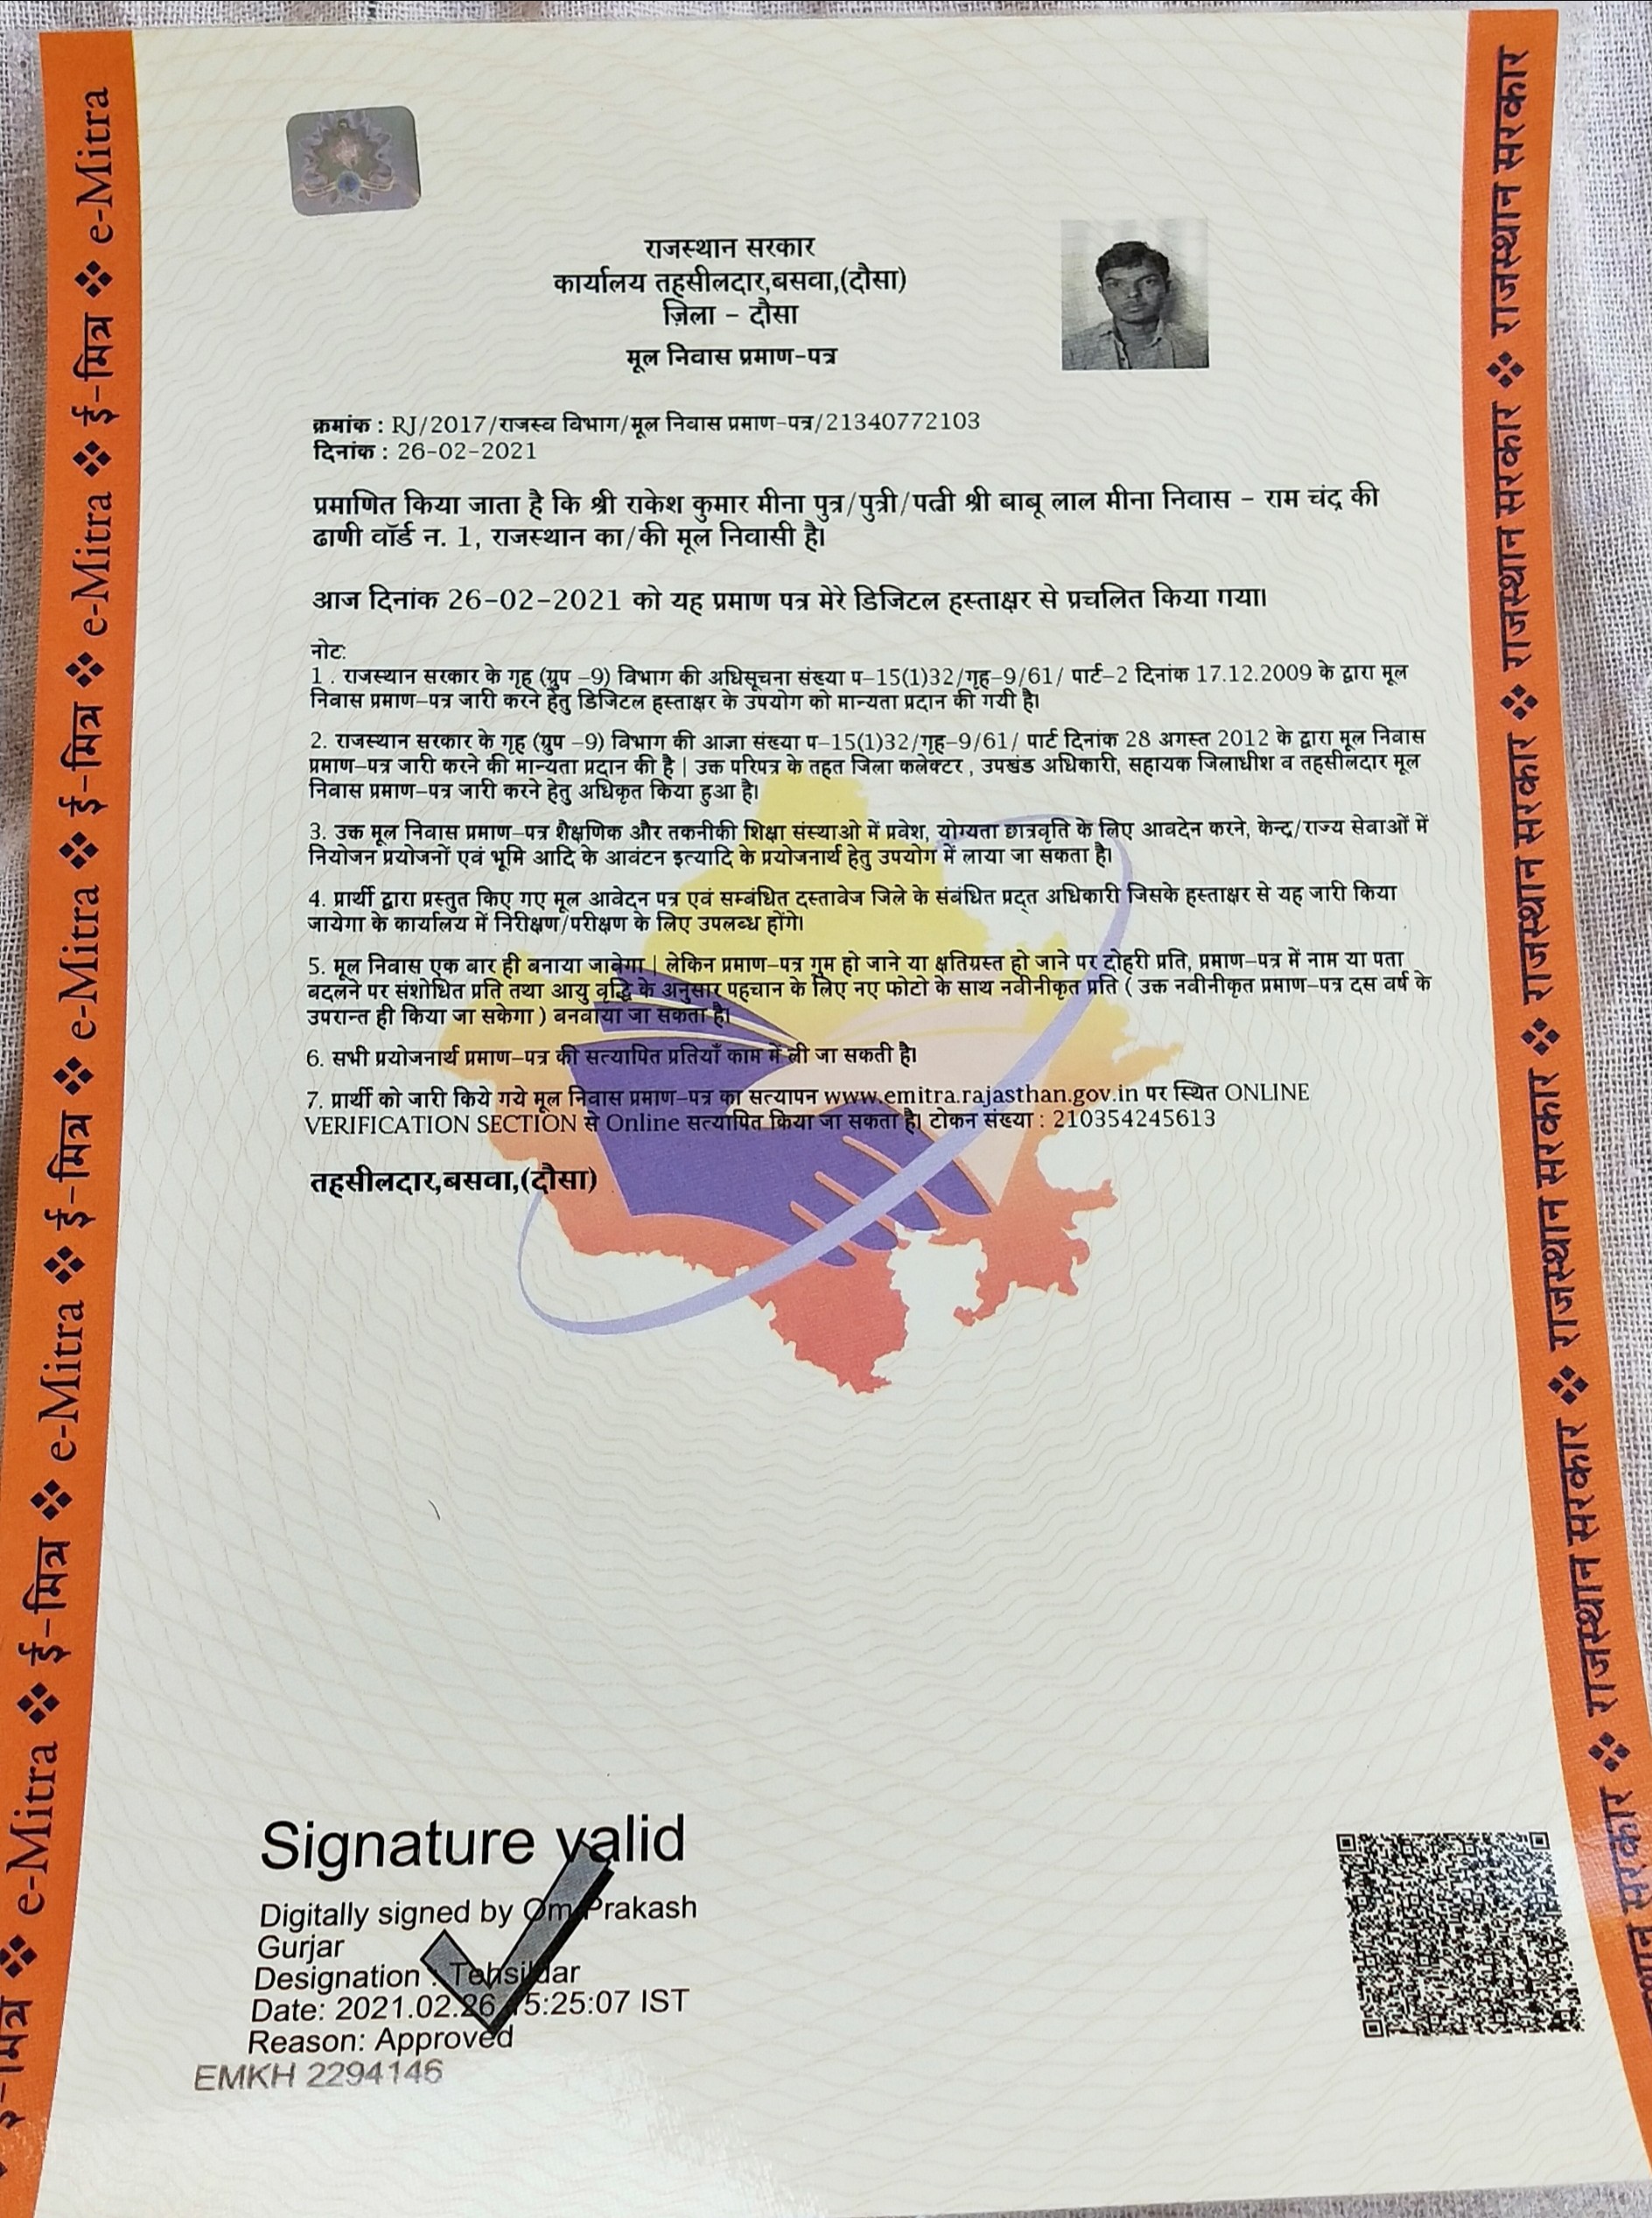 राजस्थान सरकार
कार्यालय तहसीलदार,बसवा,(दौसा)
ज़िला - दौसा
मूल निवास प्रमाण-पत्र
क्रमांक : RJ/2017/राजस्व विभाग/मूल निवास प्रमाण-पत्र/21340772103
दिनांक : 26-02-2021
प्रमाणित किया जाता है कि श्री राकेश कुमार मीना पुत्र/पुत्री/पत्नी श्री बाबू लाल मीना निवास - राम चंद्र की
ढाणी वॉर्ड न. 1, राजस्थान का/की मूल निवासी है।
आज दिनांक 26-02-2021 को यह प्रमाण पत्र मेरे डिजिटल हस्ताक्षर से प्रचलित किया गया।
नोट:
1 . राजस्थान सरकार के गृह (ग्रुप -9) विभाग की अधिसूचना संख्या प-15(1)32/गृह-9/61/ पार्ट-2 दिनांक 17.12.2009 के द्वारा मूल
निवास प्रमाण-पत्र जारी करने हेतु डिजिटल हस्ताक्षर के उपयोग को मान्यता प्रदान की गयी है।
2. राजस्थान सरकार के गृह (ग्रुप -9) विभाग की आज्ञा संख्या प-15(1)32/गृह-9/61/ पार्ट दिनांक 28 अगस्त 2012 के द्वारा मूल निवास
प्रमाण-पत्र जारी करने की मान्यता प्रदान की है | उक्त परिपत्र के तहत जिला कलेक्टर , उपखंड अधिकारी, सहायक जिलाधीश व तहसीलदार मूल
निवास प्रमाण-पत्र जारी करने हेतु अधिकृत किया हुआ है।
3. उक्त मूल निवास प्रमाण-पत्र शैक्षणिक और तकनीकी शिक्षा संस्थाओ में प्रवेश, योग्यता छात्रवृति के लिए आवदेन करने, केन्द्र/राज्य सेवाओं में
नियोजन प्रयोजनों एवं भूमि आदि के आवंटन इत्यादि के प्रयोजनार्थ हेतु उपयोग में लाया जा सकता है।
4. प्रार्थी द्वारा प्रस्तुत किए गए मूल आवेदन पत्र एवं सम्बंधित दस्तावेज जिले के संबंधित प्रद्त अधिकारी जिसके हस्ताक्षर से यह जारी किया
जायेगा के कार्यालय में निरीक्षण/परीक्षण के लिए उपलब्ध होंगे।
5. मूल निवास एक बार ही बनाया जावेगा | लेकिन प्रमाण-पत्र गुम हो जाने या क्षतिग्रस्त हो जाने पर दोहरी प्रति, प्रमाण-पत्र में नाम या पता
बदलने पर संशोधित प्रति तथा आयु वृद्धि के अनुसार पहचान के लिए नए फोटो के साथ नवीनीकृत प्रति ( उक्त नवीनीकृत प्रमाण-पत्र दस वर्ष के
उपरान्त ही किया जा सकेगा ) बनवाया जा सकता है।
6. सभी प्रयोजनार्थ प्रमाण-पत्र की सत्यापित प्रतियाँ काम में ली जा सकती है।
7. प्रार्थी को जारी किये गये मूल निवास प्रमाण-पत्र का सत्यापन www.emitra.rajasthan.gov.in पर स्थित ONLINE
VERIFICATION SECTION से Online सत्यापित किया जा सकता है। टोकन संख्या : 210354245613
तहसीलदार,बसवा,(दौसा)
Signature valid
Digitally signed by Om Prakash
Gurjar
Designation : Tehsildar
Date: 2021.02.26 15:25:07 IST
Reason: Approved
EMKH 2294146
ई-मित्र ❖ e-Mitra ❖ ई-मित्र ❖ e-Mitra ❖ ई-मित्र ❖ e-Mitra ❖ ई-मित्र ❖ e-Mitra ❖ ई-मित्र ❖ e-Mitra
राजस्थान सरकार ❖ राजस्थान सरकार ❖ राजस्थान सरकार ❖ राजस्थान सरकार ❖ राजस्थान सरकार ❖ राजस्थान सरकार